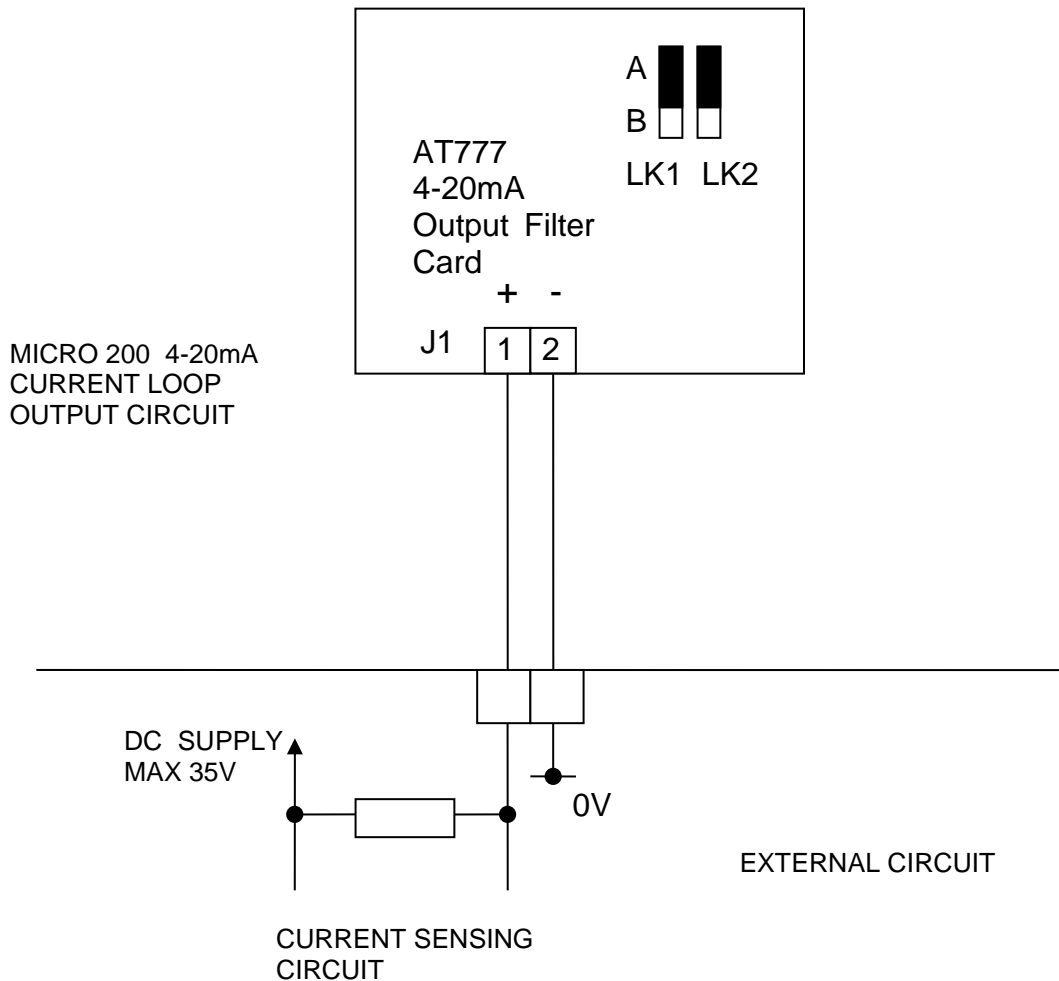 A
B
LK1 LK2
AT777
4-20mA
Output Filter
Card
+ -
J1 1 2
MICRO 200 4-20mA
CURRENT LOOP
OUTPUT CIRCUIT
DC SUPPLY
MAX 35V
0V
EXTERNAL CIRCUIT
CURRENT SENSING
CIRCUIT